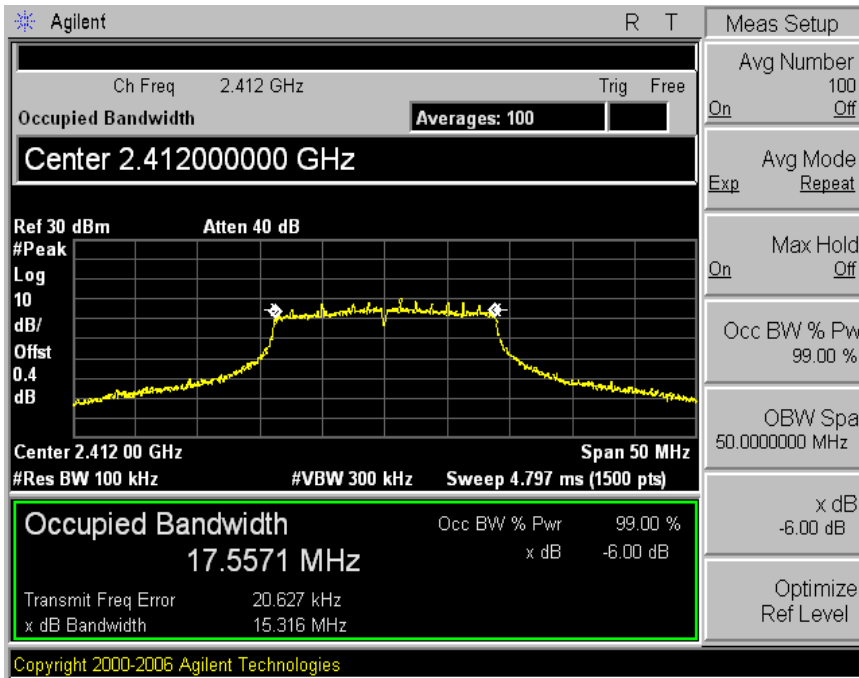 Agilent R T Meas Setup
Ch Freq 2.412 GHz Trig Free
Occupied Bandwidth Averages: 100
Center 2.412000000 GHz
Ref 30 dBm Atten 40 dB
#Peak
Log
10
dB/
Offst
0.4
dB
Center 2.412 00 GHz Span 50 MHz
#Res BW 100 kHz #VBW 300 kHz Sweep 4.797 ms (1500 pts)
Occupied Bandwidth Occ BW % Pwr 99.00 %
17.5571 MHz x dB -6.00 dB
Transmit Freq Error 20.627 kHz
x dB Bandwidth 15.316 MHz
Copyright 2000-2006 Agilent Technologies
Avg Number
100
On Off
Avg Mode
Exp Repeat
Max Hold
On Off
Occ BW % Pw
99.00 %
OBW Spa
50.0000000 MHz
x dB
-6.00 dB
Optimize
Ref Level